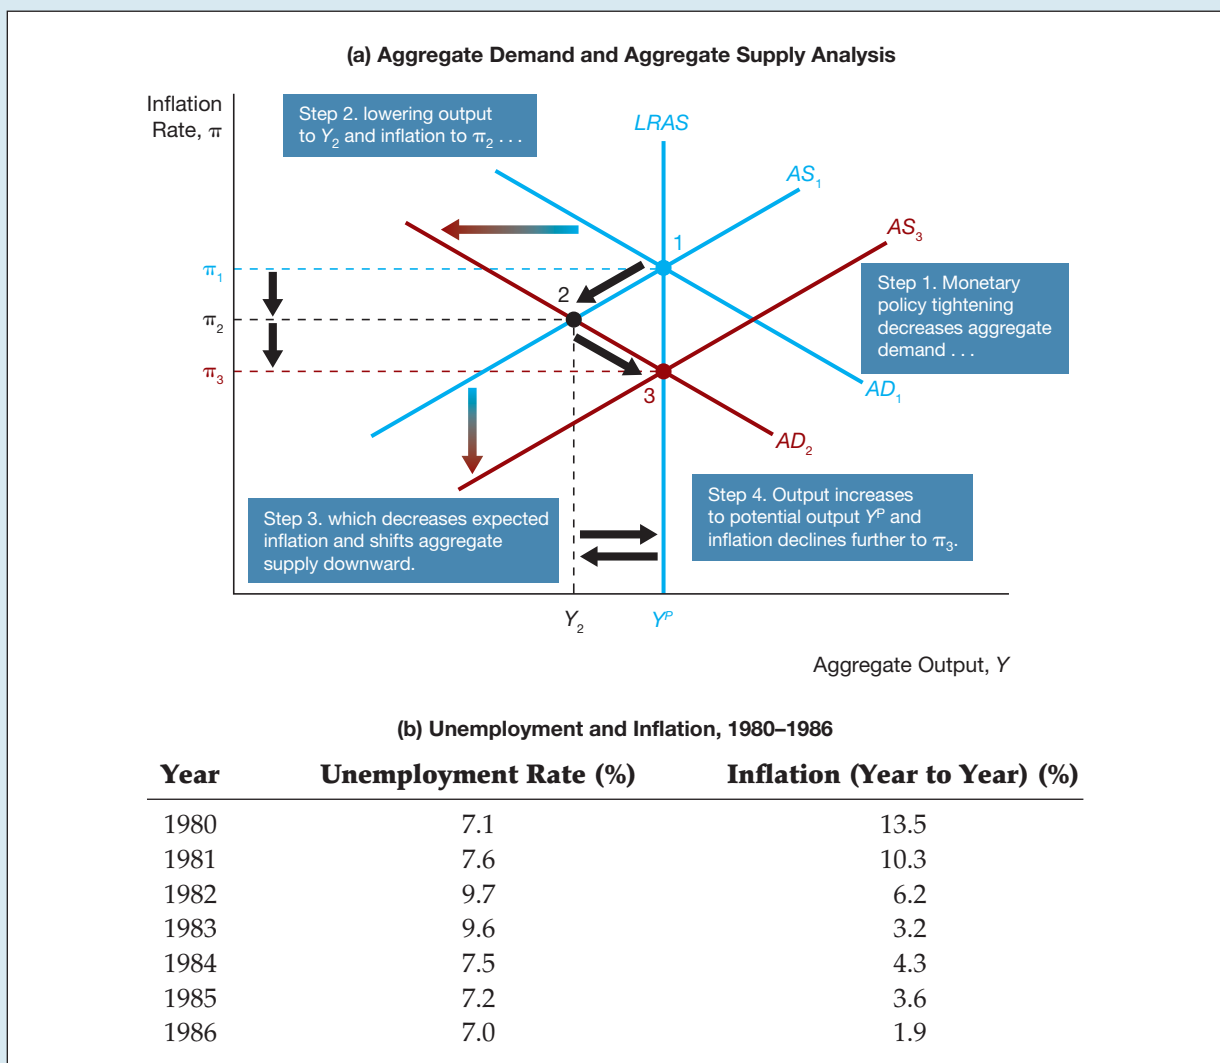 (a) Aggregate Demand and Aggregate Supply Analysis
Inflation
Rate, π
Step 2. lowering output
to Y₂ and inflation to π₂ . . .
LRAS
AS₁
AS₃
1
π₁
Step 1. Monetary
policy tightening
decreases aggregate
demand . . .
2
π₂
π₃
3
AD₁
AD₂
Step 3. which decreases expected
inflation and shifts aggregate
supply downward.
Step 4. Output increases
to potential output Yᴾ and
inflation declines further to π₃.
Y₂
Yᴾ
Aggregate Output, Y
(b) Unemployment and Inflation, 1980–1986
Year Unemployment Rate (%) Inflation (Year to Year) (%)
1980 7.1 13.5
1981 7.6 10.3
1982 9.7 6.2
1983 9.6 3.2
1984 7.5 4.3
1985 7.2 3.6
1986 7.0 1.9